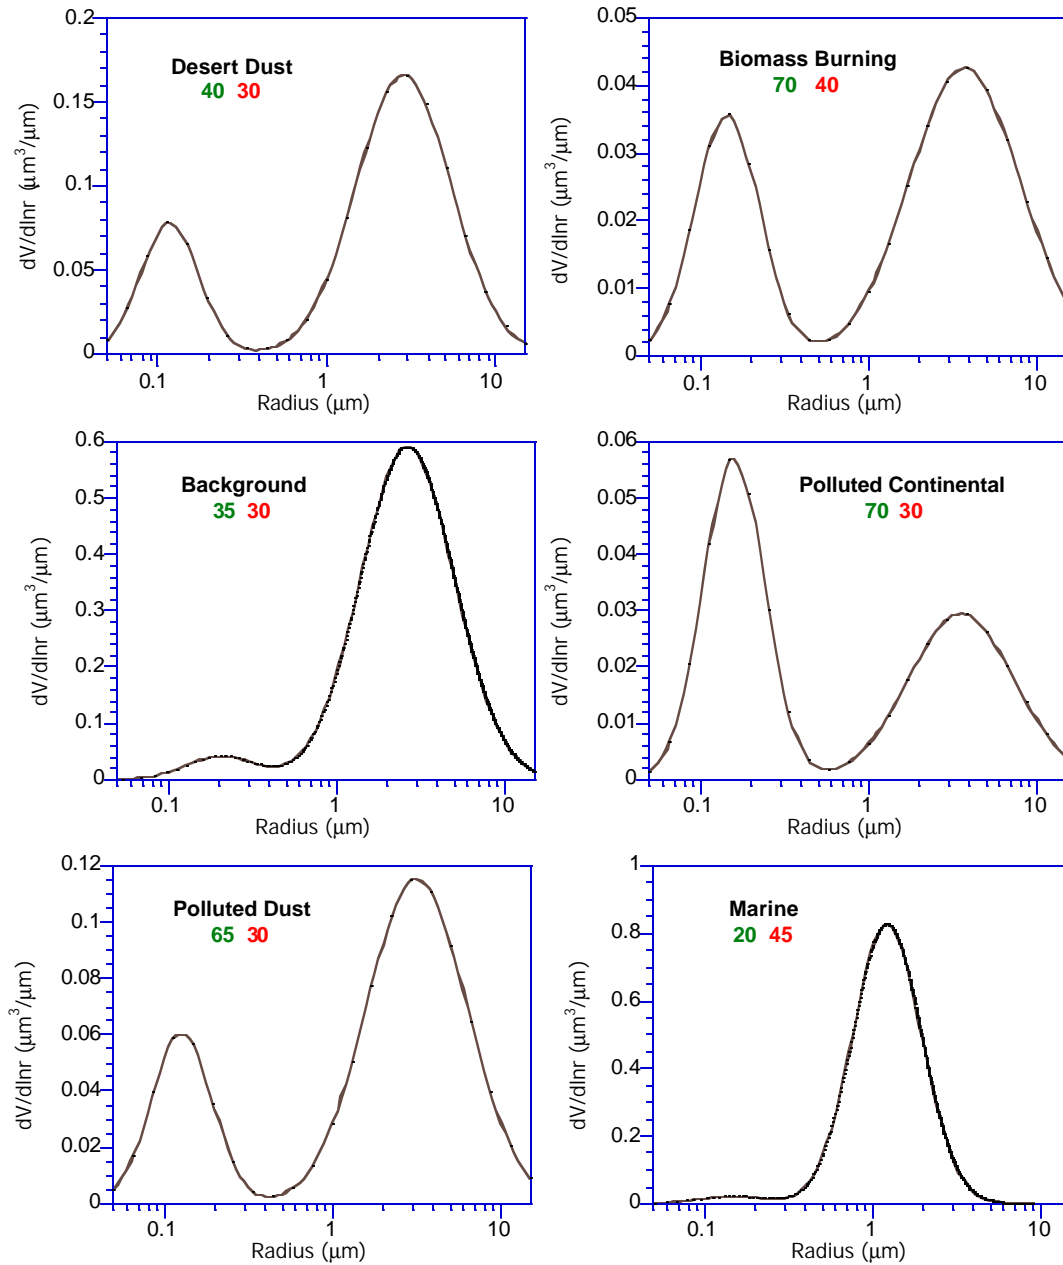 Desert Dust
40 30
dV/dlnr (μm³/μm)
0.2
0.15
0.1
0.05
0
0.1 1 10
Radius (μm)
Biomass Burning
70 40
dV/dlnr (μm³/μm)
0.05
0.04
0.03
0.02
0.01
0
0.1 1 10
Radius (μm)
Background
35 30
dV/dlnr (μm³/μm)
0.6
0.5
0.4
0.3
0.2
0.1
0
0.1 1 10
Radius (μm)
Polluted Continental
70 30
dV/dlnr (μm³/μm)
0.06
0.05
0.04
0.03
0.02
0.01
0
0.1 1 10
Radius (μm)
Polluted Dust
65 30
dV/dlnr (μm³/μm)
0.12
0.1
0.08
0.06
0.04
0.02
0
0.1 1 10
Radius (μm)
Marine
20 45
dV/dlnr (μm³/μm)
1
0.8
0.6
0.4
0.2
0
0.1 1 10
Radius (μm)